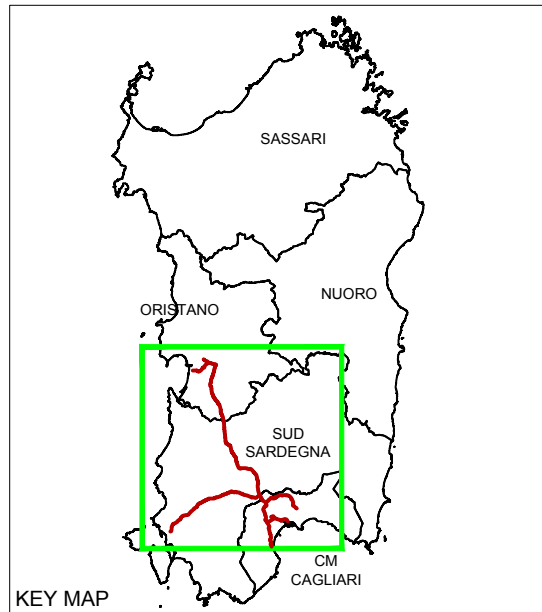 SASSARI
NUORO
ORISTANO
SUD
SARDEGNA
CM
CAGLIARI
KEY MAP